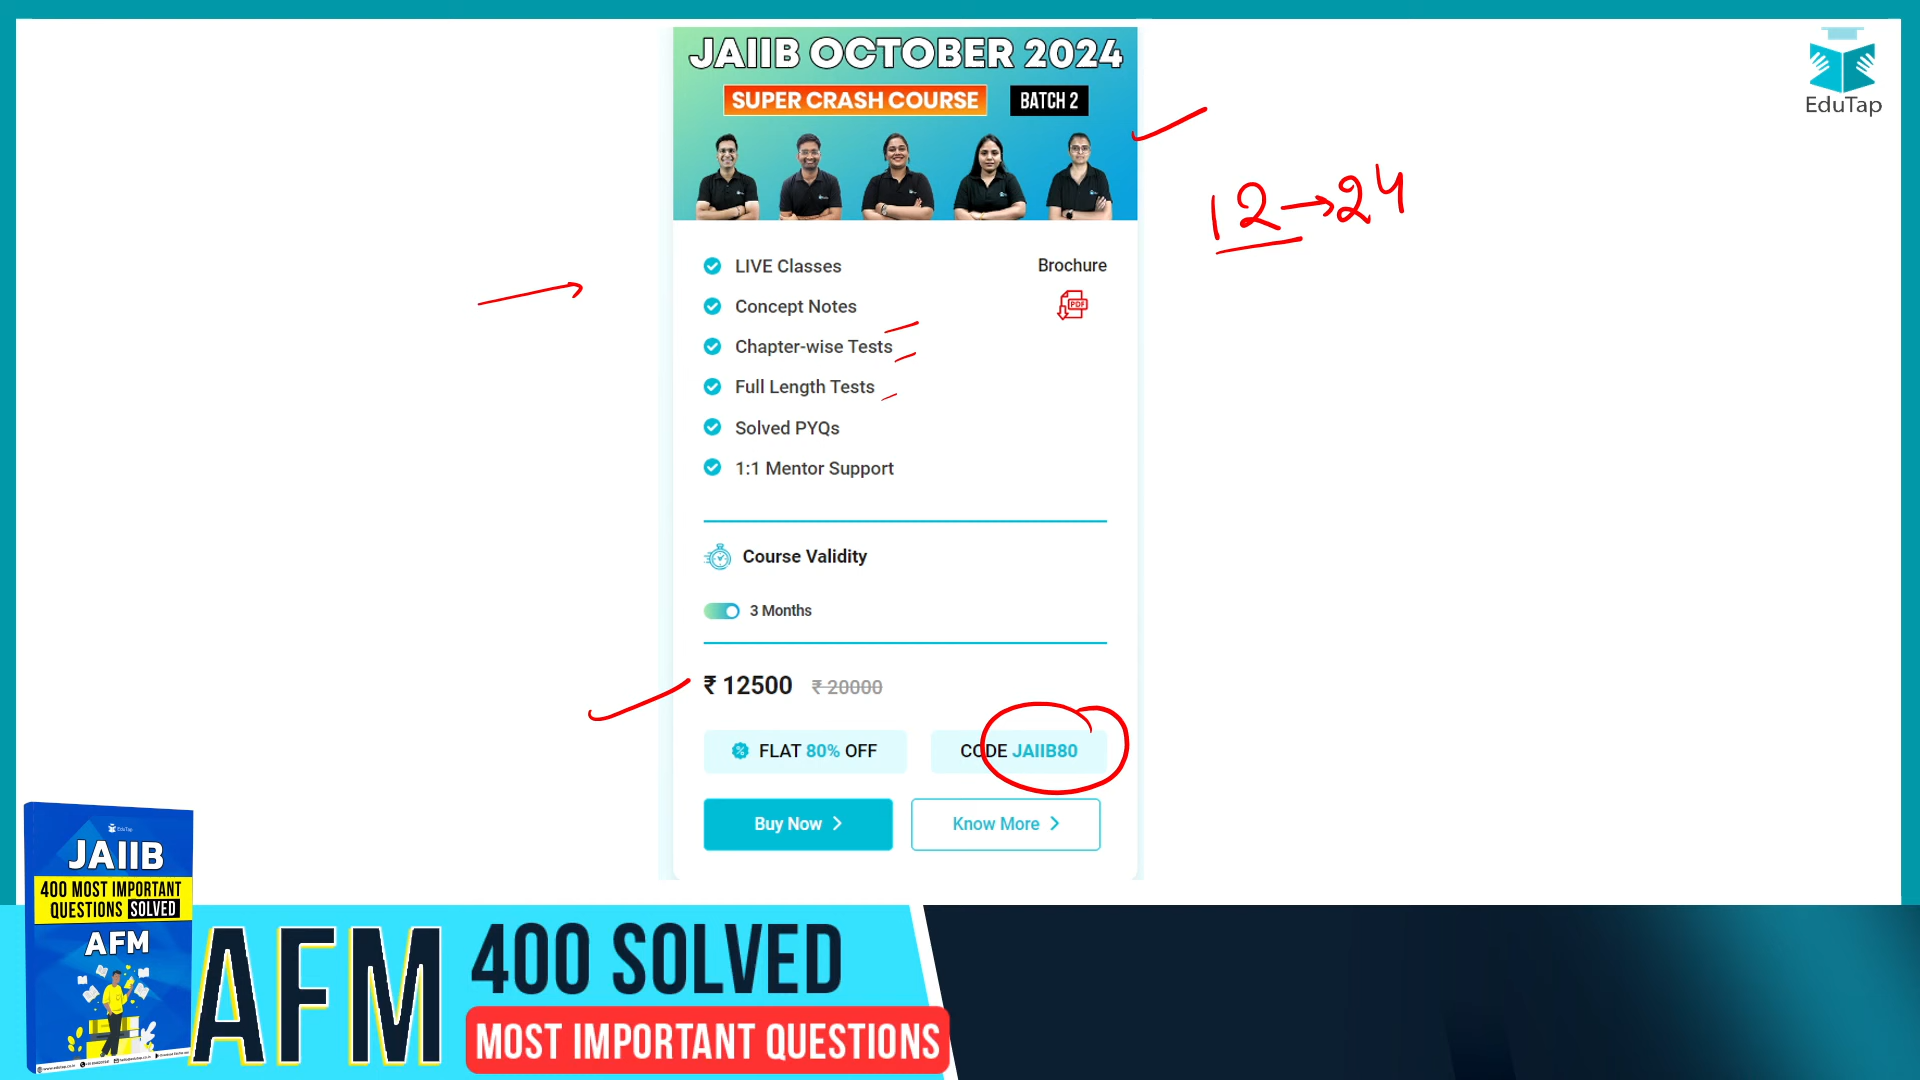 JAIIB OCTOBER 2024
SUPER CRASH COURSE
BATCH 2
EduTap
12→24
LIVE Classes
Brochure
PDF
Concept Notes
Chapter-wise Tests
Full Length Tests
Solved PYQs
1:1 Mentor Support
Course Validity
3 Months
₹ 12500 ₹ 20000
FLAT 80% OFF
CODE JAIIB80
Buy Now
Know More
EduTap
JAIIB
400 MOST IMPORTANT
QUESTIONS SOLVED
AFM
AFM
400 SOLVED
MOST IMPORTANT QUESTIONS